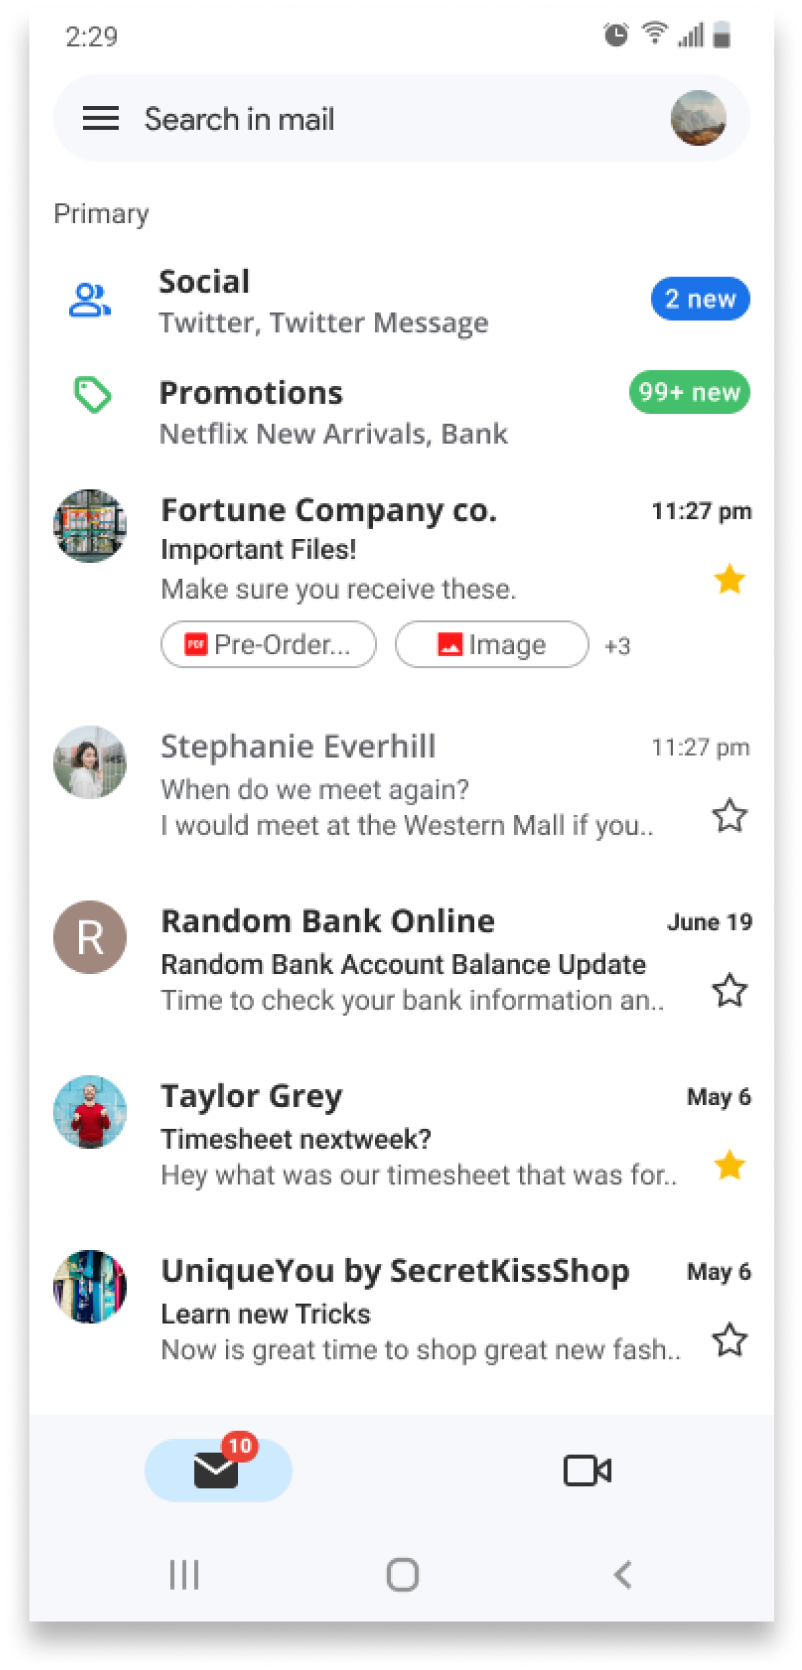 2:29
Search in mail
Primary
Social
2 new
Twitter, Twitter Message
Promotions
99+ new
Netflix New Arrivals, Bank
Fortune Company co.
11:27 pm
Important Files!
Make sure you receive these.
PDF Pre-Order...
Image
+3
Stephanie Everhill
11:27 pm
When do we meet again?
I would meet at the Western Mall if you..
R
Random Bank Online
June 19
Random Bank Account Balance Update
Time to check your bank information an..
Taylor Grey
May 6
Timesheet nextweek?
Hey what was our timesheet that was for..
UniqueYou by SecretKissShop
May 6
Learn new Tricks
Now is great time to shop great new fash..
10